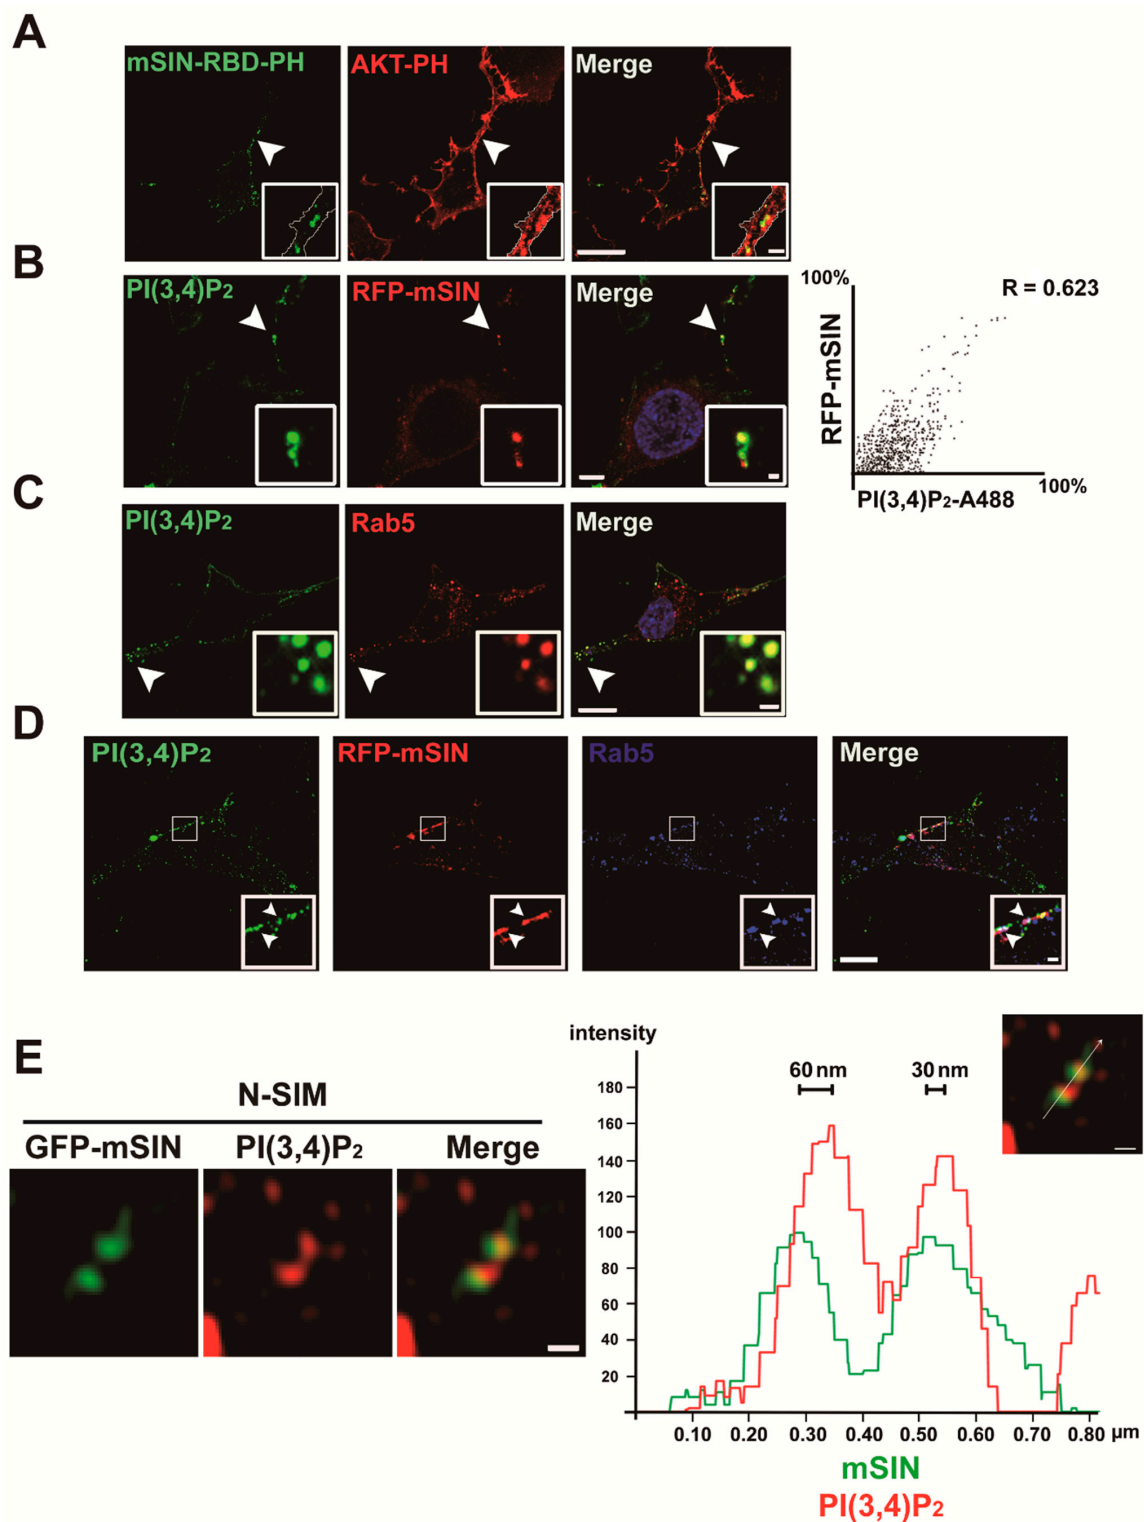 A
mSIN-RBD-PH
AKT-PH
Merge
B
PI(3,4)P2
RFP-mSIN
Merge
100%
R = 0.623
RFP-mSIN
100%
PI(3,4)P2-A488
C
PI(3,4)P2
Rab5
Merge
D
PI(3,4)P2
RFP-mSIN
Rab5
Merge
E
N-SIM
GFP-mSIN
PI(3,4)P2
Merge
intensity
60 nm
30 nm
180
160
140
120
100
80
60
40
20
0.10 0.20 0.30 0.40 0.50 0.60 0.70 0.80 µm
mSIN
PI(3,4)P2